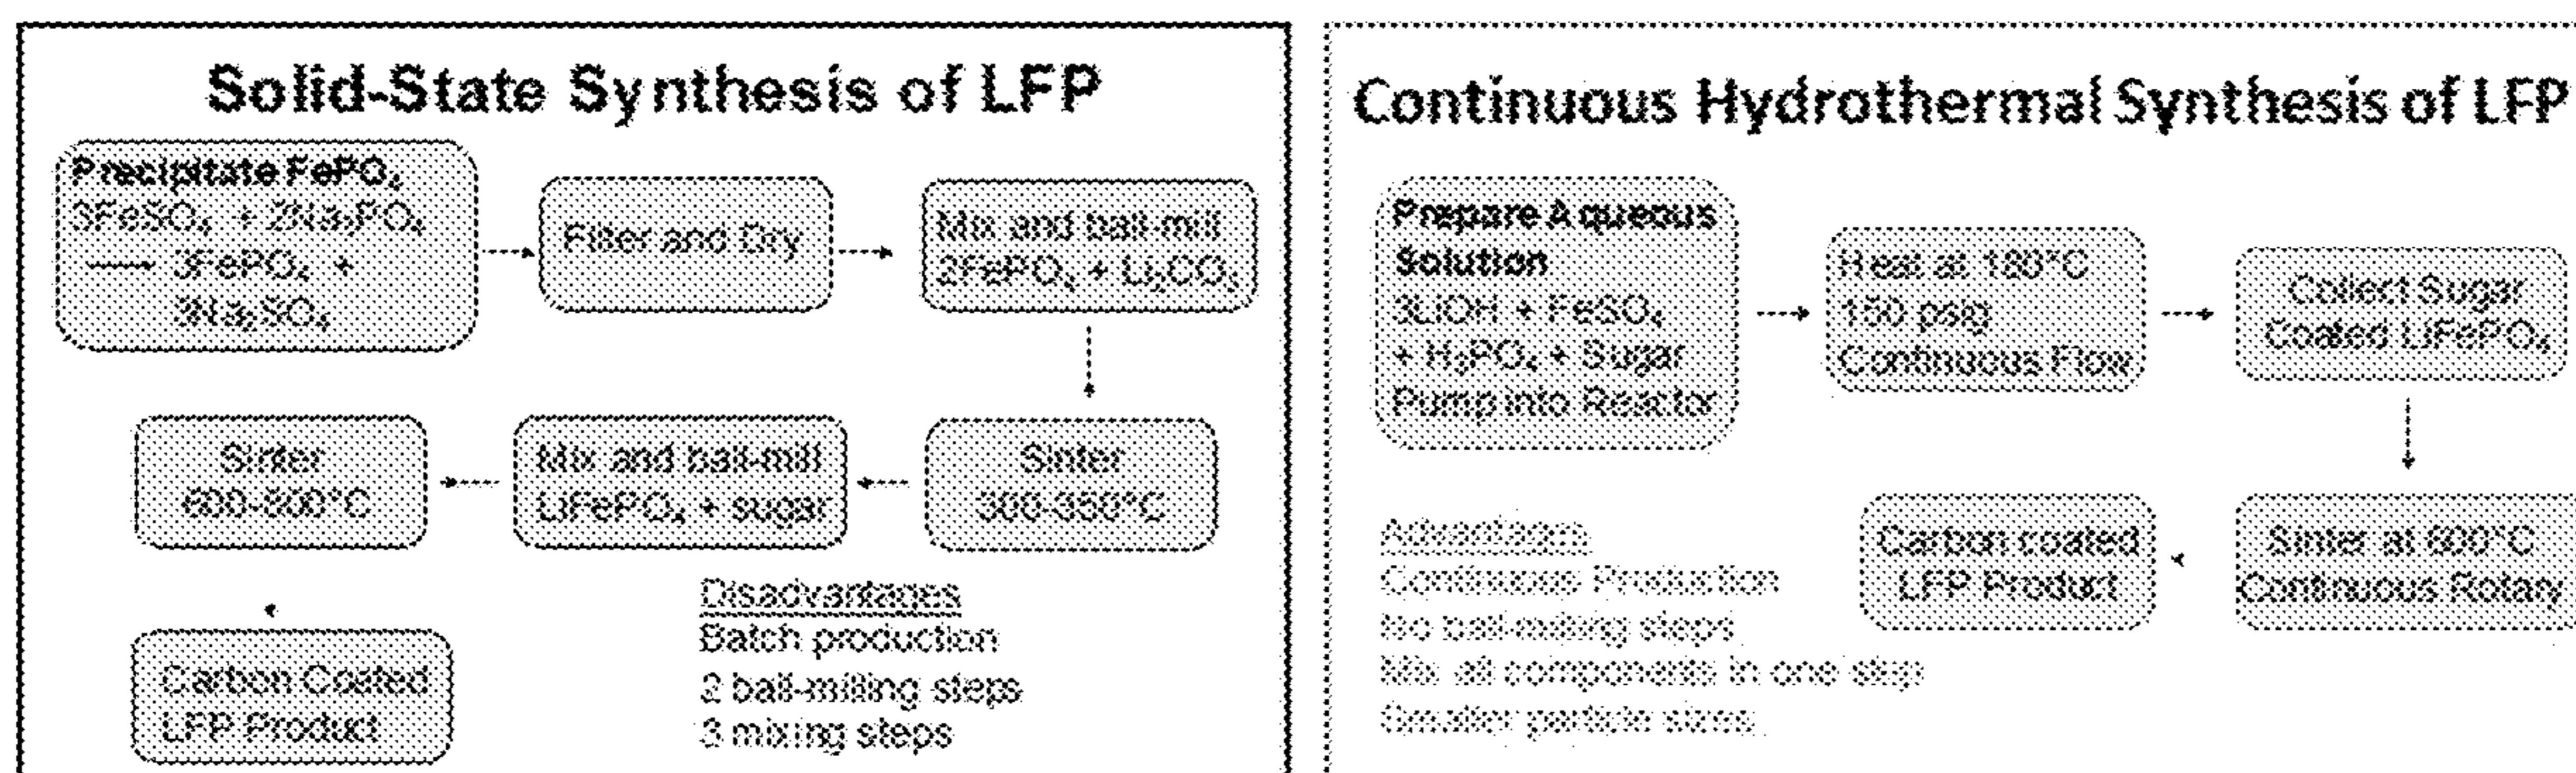 Solid-State Synthesis of LFP
Precipitate FePO₄
3FeSO₄ + 2Na₃PO₄
→ 3FePO₄ +
Na₂SO₄
Filter and Dry
Mix and ball-mill
2FePO₄ + Li₂CO₃
Sinter
300-350°C
Mix and ball-mill
LiFePO₄ + sugar
Sinter
600-800°C
Carbon Coated
LFP Product
Disadvantages
Batch production
2 ball-milling steps
3 mixing steps
Continuous Hydrothermal Synthesis of LFP
Prepare Aqueous
Solution
3LiOH + FeSO₄
+ H₃PO₄ + Sugar
Pump into Reactor
Heat at 180°C
150 psig
Continuous Flow
Collect Sugar
Coated LiFePO₄
Sinter at 600°C
Continuous Rotary
Carbon coated
LFP Product
Advantages
Continuous Production
No ball-milling steps
Mix all components in one step
Smaller particle sizes